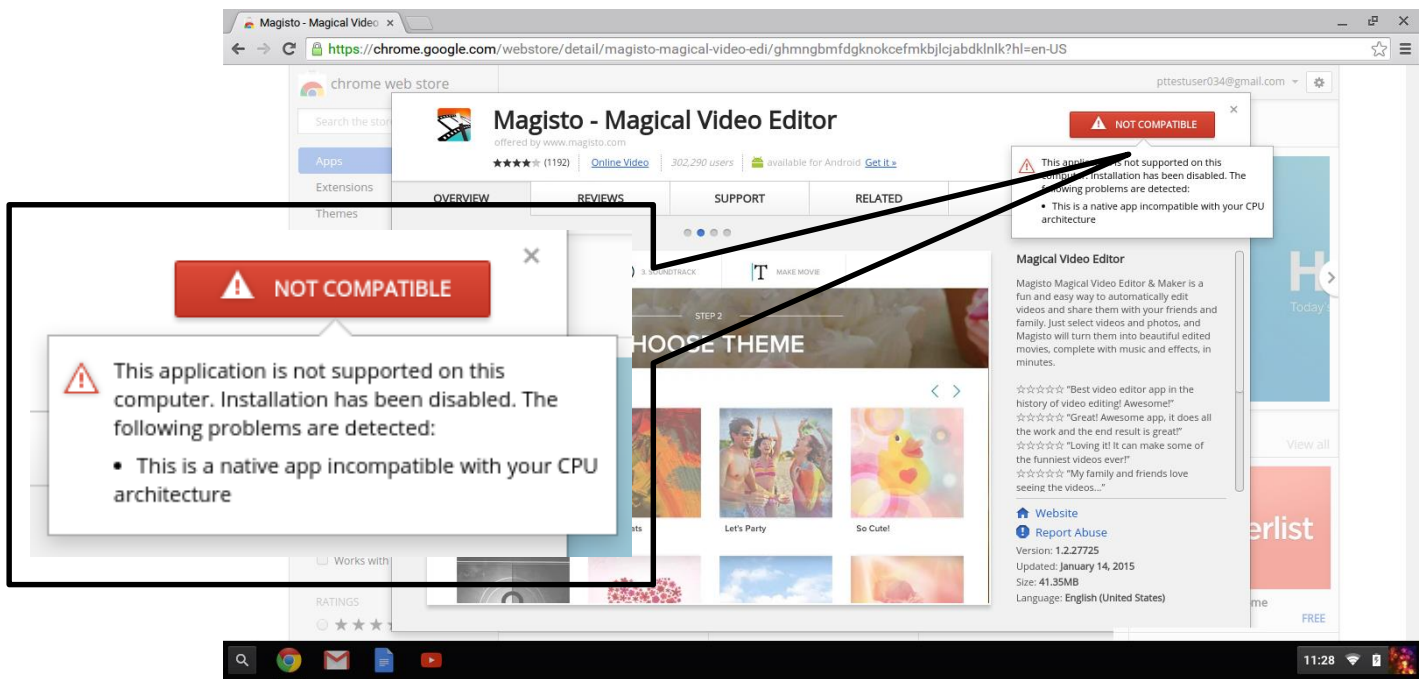 Magisto - Magical Video
https://chrome.google.com/webstore/detail/magisto-magical-video-edi/ghmngbmfdgknokcefmkbjlcjabdklnlk?hl=en-US
chrome web store
pttestuser034@gmail.com
Search the stor
Apps
Extensions
Themes
Magisto - Magical Video Editor
offered by www.magisto.com
(1192) Online Video 302,290 users available for Android Get it »
NOT COMPATIBLE
This application is not supported on this
computer. Installation has been disabled. The
following problems are detected:
• This is a native app incompatible with your CPU
architecture
OVERVIEW REVIEWS SUPPORT RELATED
NOT COMPATIBLE
This application is not supported on this
computer. Installation has been disabled. The
following problems are detected:
• This is a native app incompatible with your CPU
architecture
3. SOUNDTRACK T MAKE MOVIE
STEP 2
HOOSE THEME
Let's Party
So Cute!
Magical Video Editor
Magisto Magical Video Editor & Maker is a
fun and easy way to automatically edit
videos and share them with your friends and
family. Just select videos and photos, and
Magisto will turn them into beautiful edited
movies, complete with music and effects, in
minutes.
☆☆☆☆☆ "Best video editor app in the
history of video editing! Awesome!"
☆☆☆☆☆ "Great! Awesome app, it does all
the work and the end result is great!"
☆☆☆☆☆ "Loving it! It can make some of
the funniest videos ever!"
☆☆☆☆☆ "My family and friends love
seeing the videos..."
Website
Report Abuse
Version: 1.2.27725
Updated: January 14, 2015
Size: 41.35MB
Language: English (United States)
Today's
View all
erlist
me
FREE
Works with
RATINGS
11:28